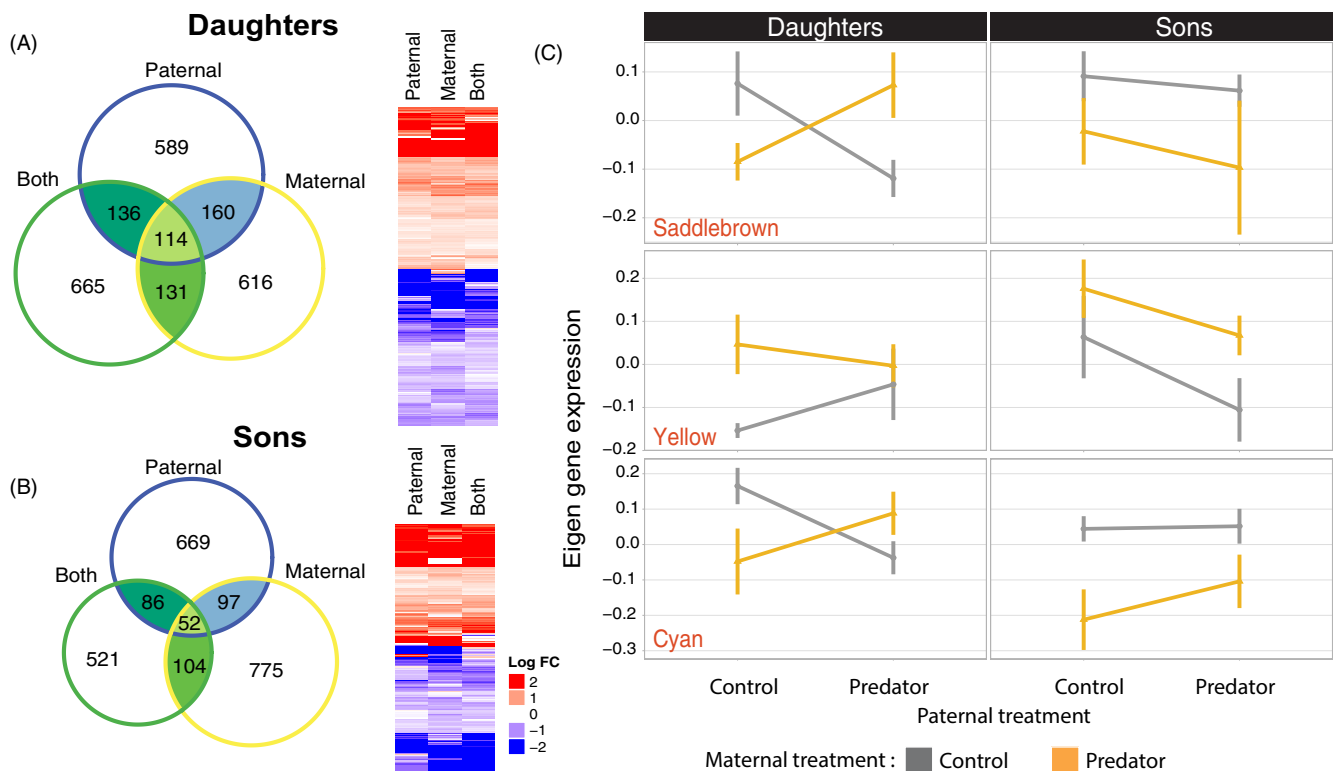 Daughters
(A)
Paternal
589
Both
Maternal
136
160
114
665
131
616
Paternal
Maternal
Both
Sons
(B)
Paternal
669
Both
Maternal
86
97
52
521
104
775
Paternal
Maternal
Both
Log FC
2
1
0
−1
−2
(C)
Daughters
Sons
Eigen gene expression
0.1
0.0
−0.1
−0.2
Saddlebrown
0.2
0.1
0.0
−0.1
−0.2
Yellow
0.2
0.1
0.0
−0.1
−0.2
−0.3
Cyan
Control
Predator
Control
Predator
Paternal treatment
Maternal treatment :
Control
Predator